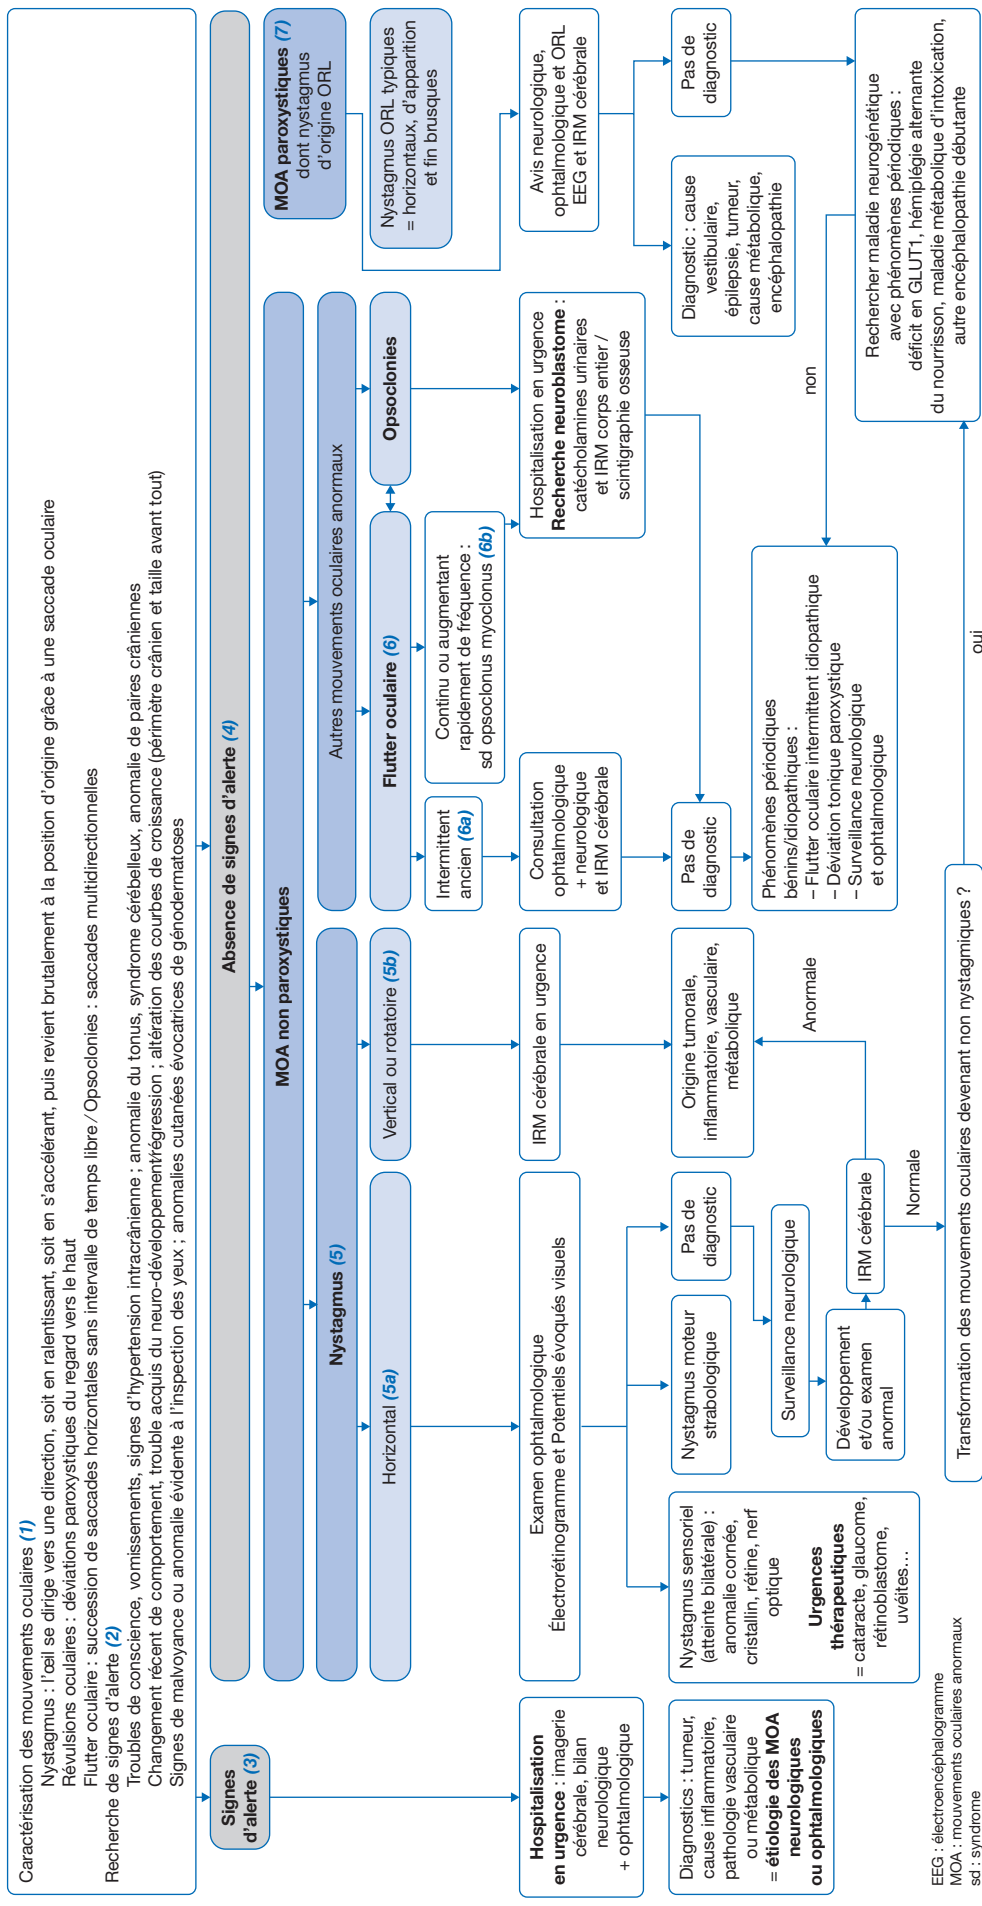 Caractérisation des mouvements oculaires (1)
Nystagmus : l'œil se dirige vers une direction, soit en ralentissant, soit en s'accélérant, puis revient brutalement à la position d'origine grâce à une saccade oculaire
Révulsions oculaires : déviations paroxystiques du regard vers le haut
Flutter oculaire : succession de saccades horizontales sans intervalle de temps libre / Opsoclonies : saccades multidirectionnelles
Recherche de signes d'alerte (2)
Troubles de conscience, vomissements, signes d'hypertension intracrânienne ; anomalie du tonus, syndrome cérébelleux, anomalie de paires crâniennes
Changement récent de comportement, trouble acquis du neuro-développement/régression ; altération des courbes de croissance (périmètre crânien et taille avant tout)
Signes de malvoyance ou anomalie évidente à l'inspection des yeux ; anomalies cutanées évocatrices de génodermatoses
Signes
d'alerte (3)
Absence de signes d'alerte (4)
MOA non paroxystiques
MOA paroxystiques (7)
dont nystagmus
d'origine ORL
Nystagmus (5)
Autres mouvements oculaires anormaux
Horizontal (5a)
Vertical ou rotatoire (5b)
Flutter oculaire (6)
Opsoclonies
Nystagmus ORL typiques
= horizontaux, d'apparition
et fin brusques
Intermittent
ancien (6a)
Continu ou augmentant
rapidement de fréquence :
sd opsoclonus myoclonus (6b)
Hospitalisation
en urgence : imagerie
cérébrale, bilan
neurologique
+ ophtalmologique
Examen ophtalmologique
Électrorétinogramme et Potentiels évoqués visuels
IRM cérébrale en urgence
Consultation
ophtalmologique
+ neurologique
et IRM cérébrale
Hospitalisation en urgence
Recherche neuroblastome :
catécholamines urinaires
et IRM corps entier /
scintigraphie osseuse
Avis neurologique,
ophtalmologique et ORL
EEG et IRM cérébrale
Diagnostics : tumeur,
cause inflammatoire,
pathologie vasculaire
ou métabolique
= étiologie des MOA
neurologiques
ou ophtalmologiques
Nystagmus sensoriel
(atteinte bilatérale) :
anomalie cornée,
cristallin, rétine, nerf
optique
Urgences
thérapeutiques
= cataracte, glaucome,
rétinoblastome,
uvéites...
Nystagmus moteur
strabologique
Pas de
diagnostic
Origine tumorale,
inflammatoire, vasculaire,
métabolique
Pas de
diagnostic
Diagnostic : cause
vestibulaire,
épilepsie, tumeur,
cause métabolique,
encéphalopathie
Pas de
diagnostic
Surveillance neurologique
Développement
et/ou examen
anormal
IRM cérébrale
Anormale
Normale
Phénomènes périodiques
bénins/idiopathiques :
– Flutter oculaire intermittent idiopathique
– Déviation tonique paroxystique
– Surveillance neurologique
et ophtalmologique
non
Rechercher maladie neurogénétique
avec phénomènes périodiques :
déficit en GLUT1, hémiplégie alternante
du nourrisson, maladie métabolique d'intoxication,
autre encéphalopathie débutante
Transformation des mouvements oculaires devenant non nystagmiques ?
oui
EEG : électroencéphalogramme
MOA : mouvements oculaires anormaux
sd : syndrome